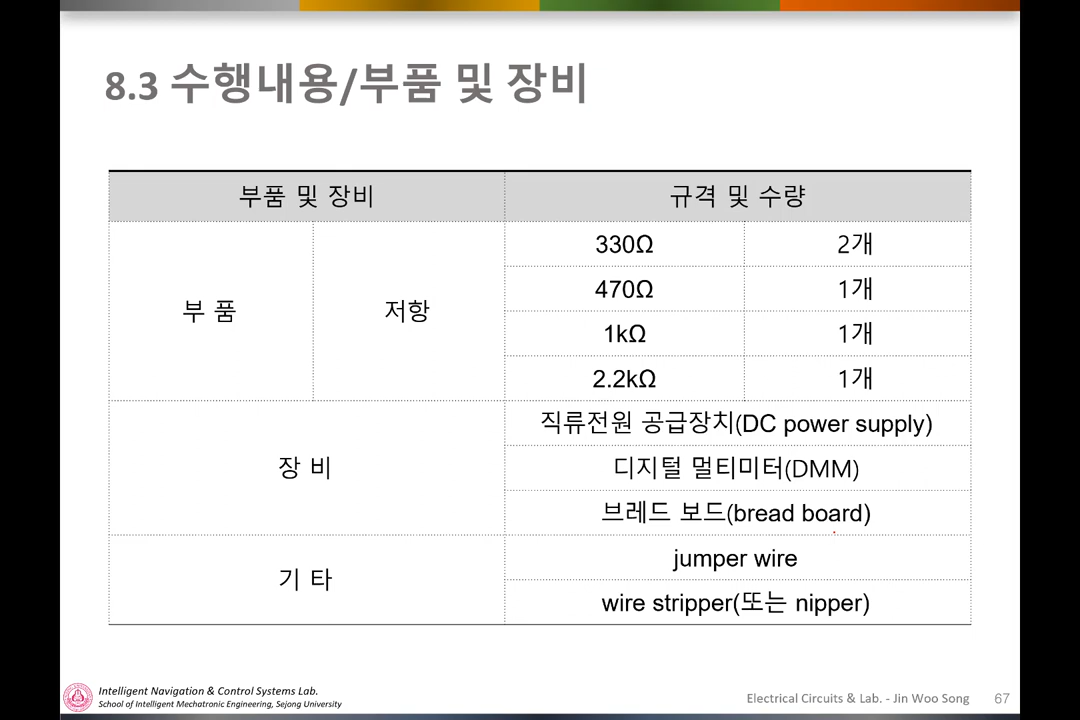 8.3 수행내용/부품 및 장비
부품 및 장비 규격 및 수량
부 품 저항
330Ω 2개
470Ω 1개
1kΩ 1개
2.2kΩ 1개
장 비
직류전원 공급장치(DC power supply)
디지털 멀티미터(DMM)
브레드 보드(bread board)
기 타
jumper wire
wire stripper(또는 nipper)
Intelligent Navigation & Control Systems Lab.
School of Intelligent Mechatronic Engineering, Sejong University
Electrical Circuits & Lab. - Jin Woo Song 67